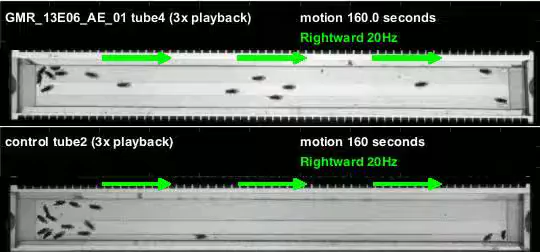 GMR_13E06_AE_01 tube4 (3x playback)
motion 160.0 seconds
Rightward 20Hz
control tube2 (3x playback)
motion 160 seconds
Rightward 20Hz